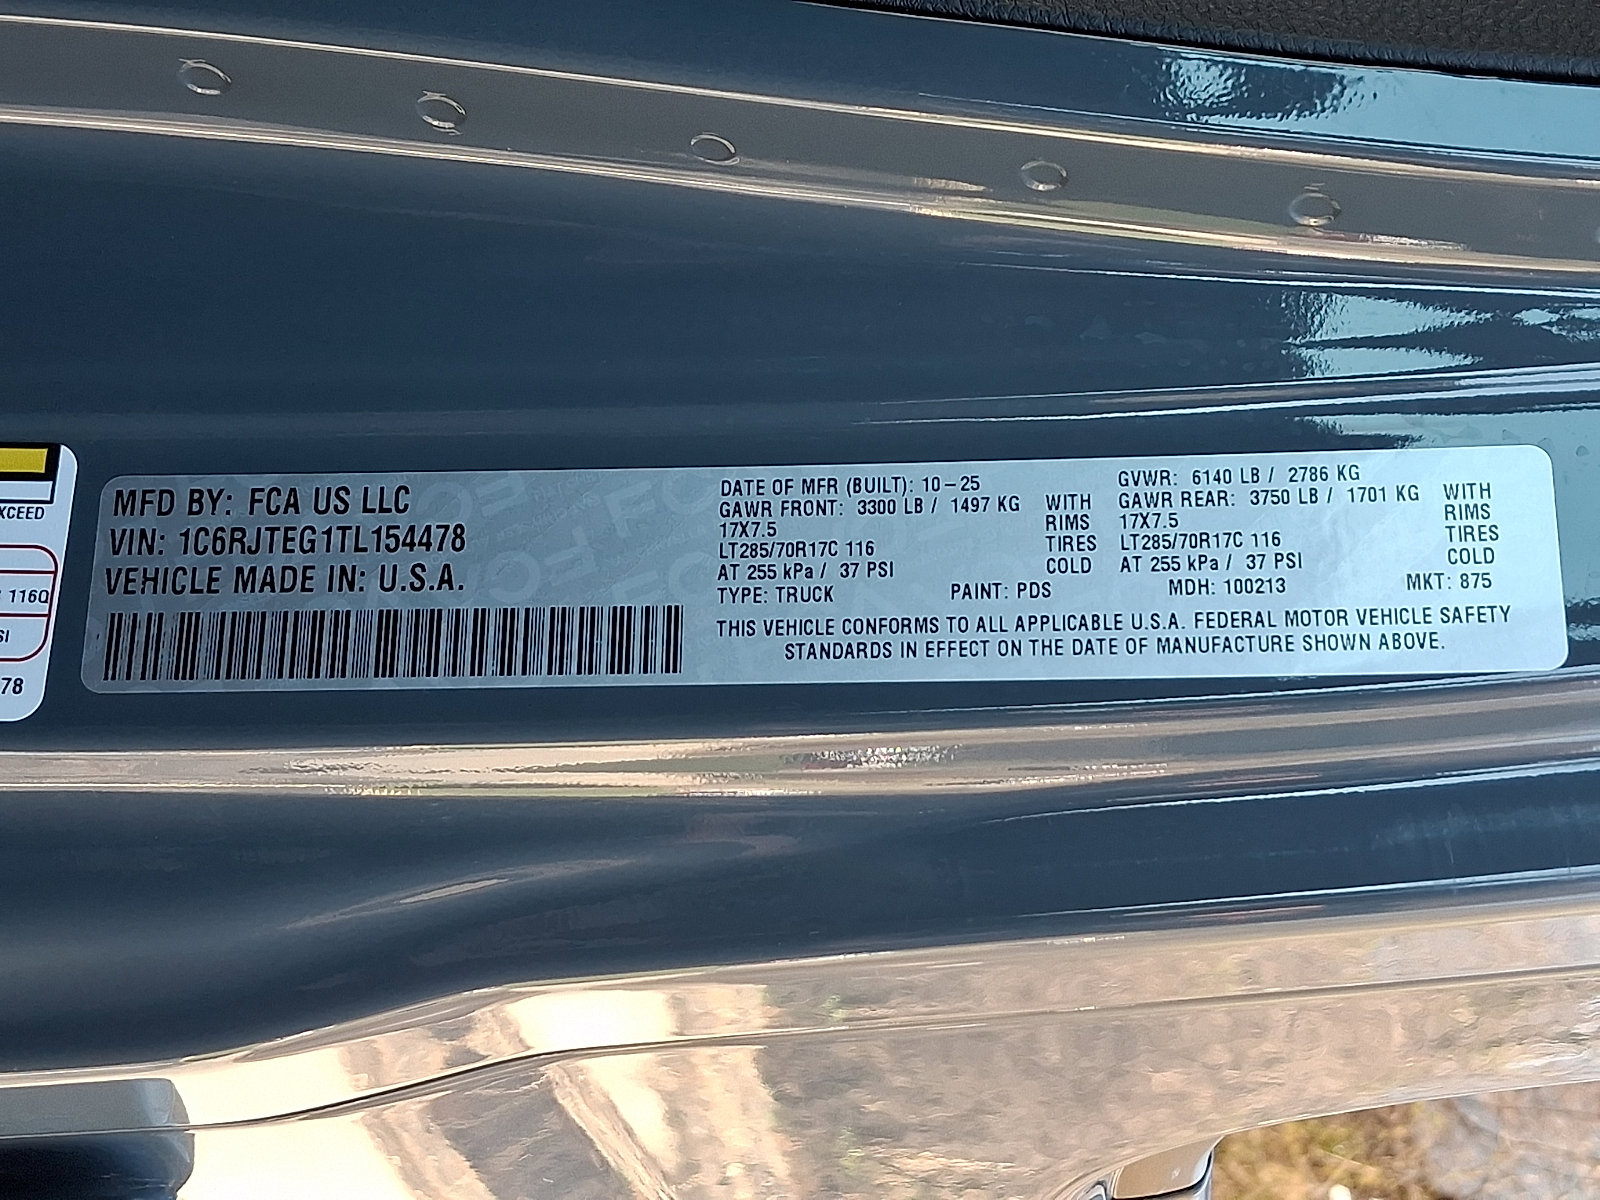 XCEED
116Q
SI
78
MFD BY: FCA US LLC
VIN: 1C6RJTEG1TL154478
VEHICLE MADE IN: U.S.A.
DATE OF MFR (BUILT): 10-25
GAWR FRONT: 3300 LB / 1497 KG WITH
17X7.5 RIMS
LT285/70R17C 116 TIRES
AT 255 kPa / 37 PSI COLD
GVWR: 6140 LB / 2786 KG
GAWR REAR: 3750 LB / 1701 KG WITH
17X7.5 RIMS
LT285/70R17C 116 TIRES
AT 255 kPa / 37 PSI COLD
TYPE: TRUCK PAINT: PDS MDH: 100213 MKT: 875
THIS VEHICLE CONFORMS TO ALL APPLICABLE U.S.A. FEDERAL MOTOR VEHICLE SAFETY
STANDARDS IN EFFECT ON THE DATE OF MANUFACTURE SHOWN ABOVE.